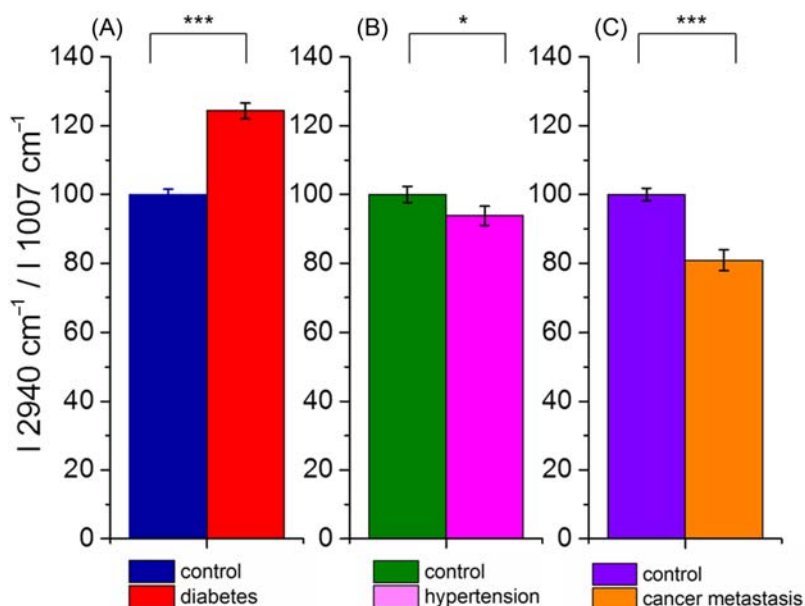 (A) *** (B) * (C) ***
140 140 140
120 120 120
100 100 100
80 80 80
60 60 60
40 40 40
20 20 20
0 0 0
I 2940 cm⁻¹ / I 1007 cm⁻¹
control control control
diabetes hypertension cancer metastasis